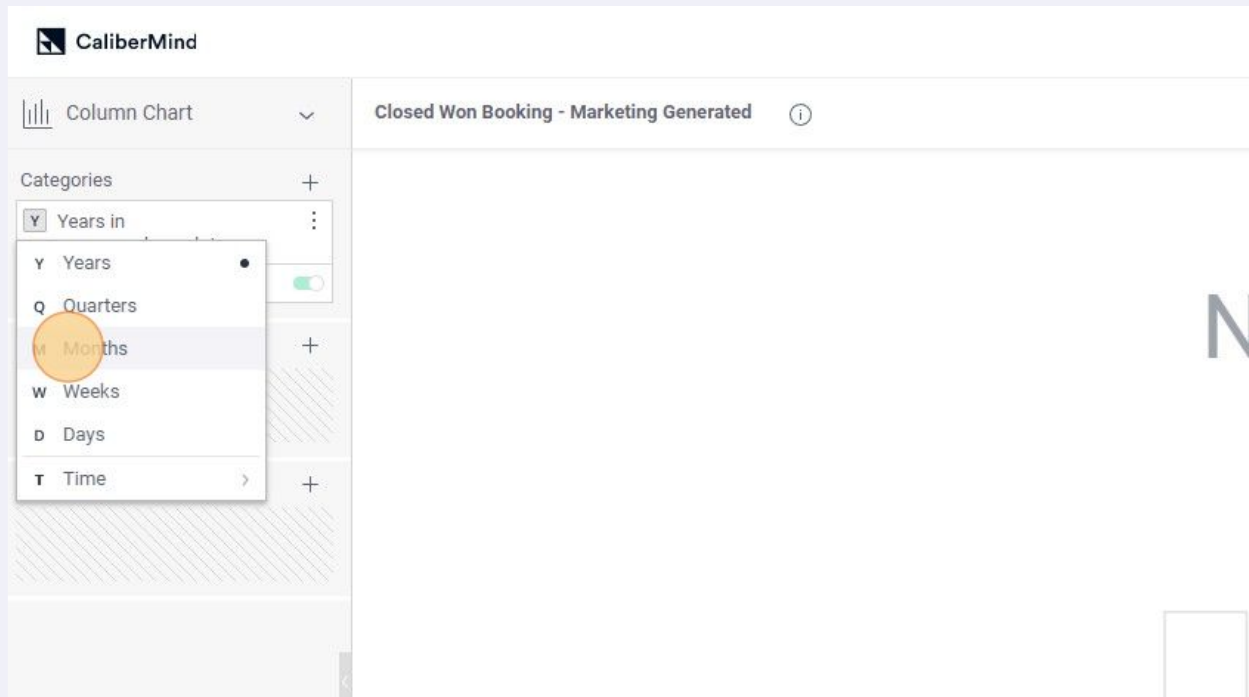 CaliberMind
Column Chart
Closed Won Booking - Marketing Generated
Categories
Y Years in
Y Years
Q Quarters
M Months
W Weeks
D Days
T Time
N